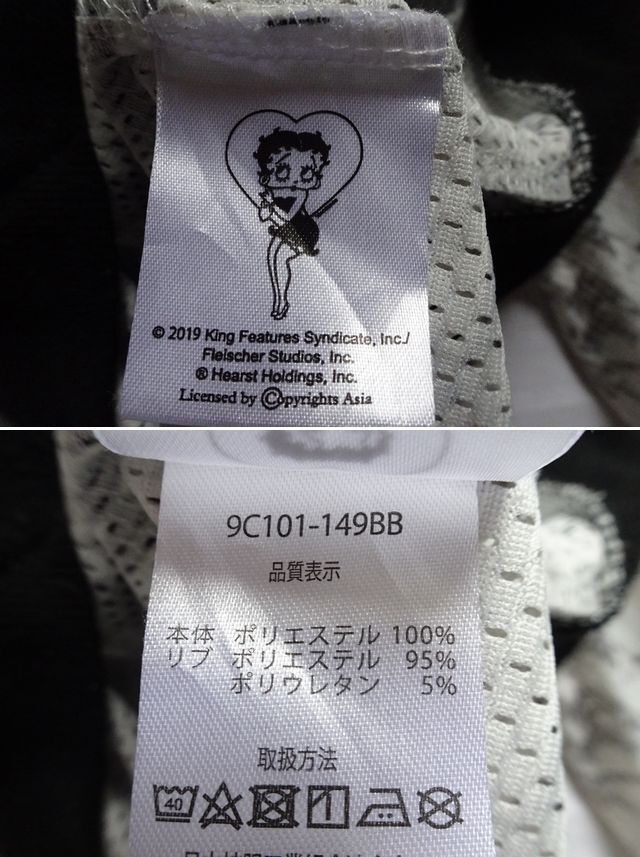 © 2019 King Features Syndicate, Inc./
Fleischer Studios, Inc.
® Hearst Holdings, Inc.
Licensed by Ⓒopyrights Asia
9C101-149BB
品質表示
本体 ポリエステル 100%
リブ ポリエステル 95%
ポリウレタン 5%
取扱方法
40